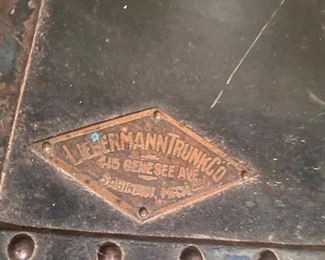 LIEBERMANN TRUNK CO.
415 GENESEE AVE.
SAGINAW, MICH.